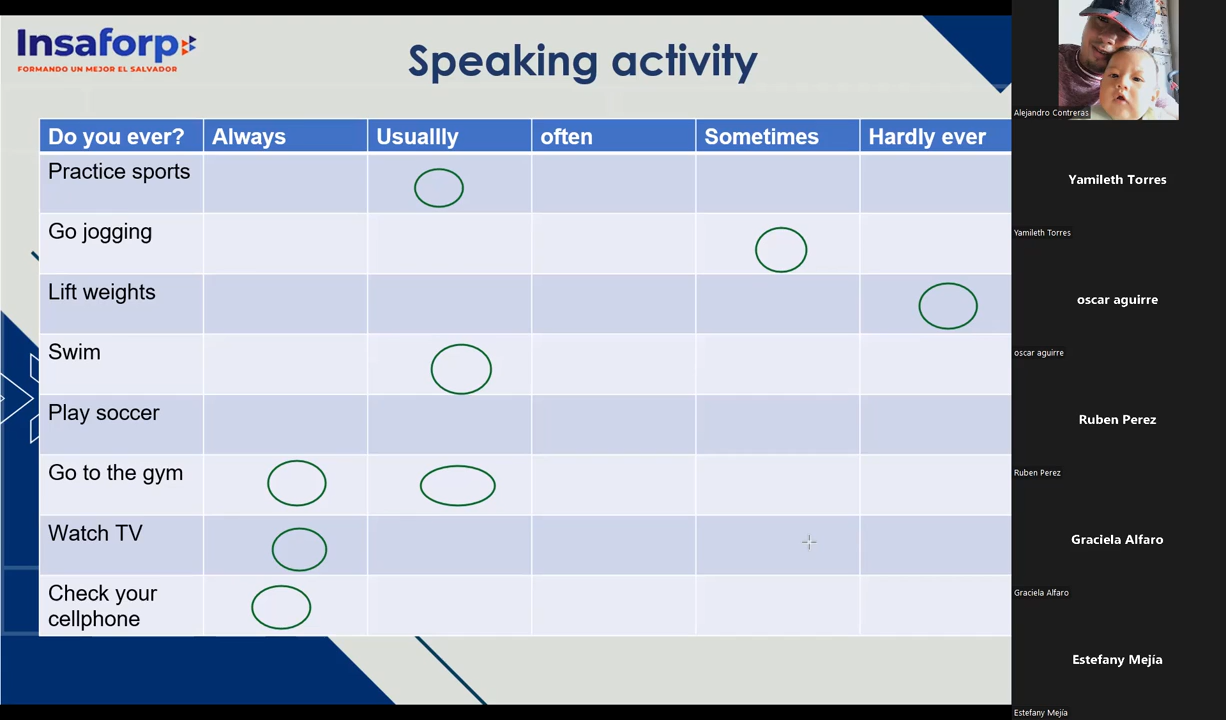 Insaforp
FORMANDO UN MEJOR EL SALVADOR
Speaking activity
Do you ever? Always Usuallly often Sometimes Hardly ever
Practice sports
Go jogging
Lift weights
Swim
Play soccer
Go to the gym
Watch TV
Check your
cellphone
Alejandro Contreras
Yamileth Torres
Yamileth Torres
oscar aguirre
oscar aguirre
Ruben Perez
Ruben Perez
Graciela Alfaro
Graciela Alfaro
Estefany Mejía
Estefany Mejía